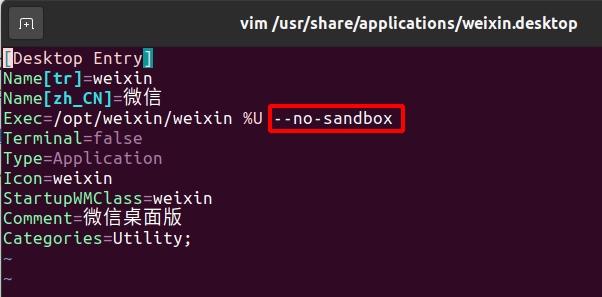 vim /usr/share/applications/weixin.desktop
[Desktop Entry]
Name[tr]=weixin
Name[zh_CN]=微信
Exec=/opt/weixin/weixin %U --no-sandbox
Terminal=false
Type=Application
Icon=weixin
StartupWMClass=weixin
Comment=微信桌面版
Categories=Utility;
~
~